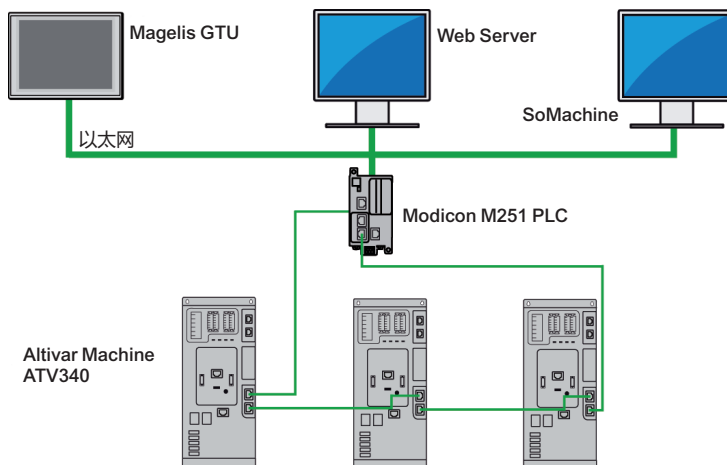 Magelis GTU
Web Server
SoMachine
以太网
Modicon M251 PLC
Altivar Machine
ATV340